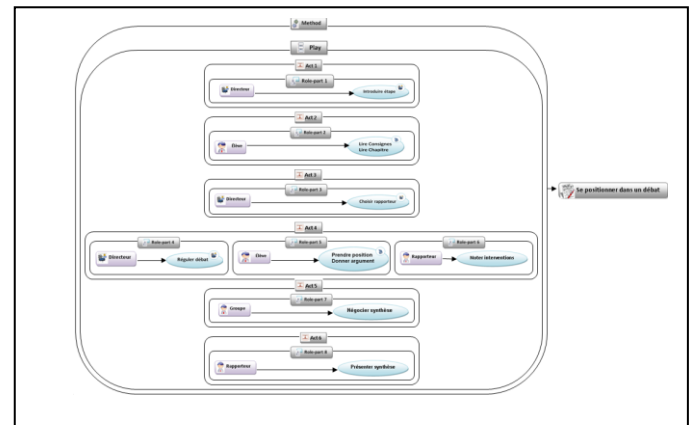 Method
Play
Act 1
Role-part 1
Directeur
Introduire étape
Act 2
Role-part 2
Élève
Lire Consignes
Lire Chapitre
Act 3
Role-part 3
Directeur
Choisir rapporteur
Se positionner dans un débat
Act 4
Role-part 4
Role-part 5
Role-part 6
Directeur
Réguler débat
Élève
Prendre position
Donner argument
Rapporteur
Noter interventions
Act 5
Role-part 7
Groupe
Négocier synthèse
Act 6
Role-part 8
Rapporteur
Présenter synthèse